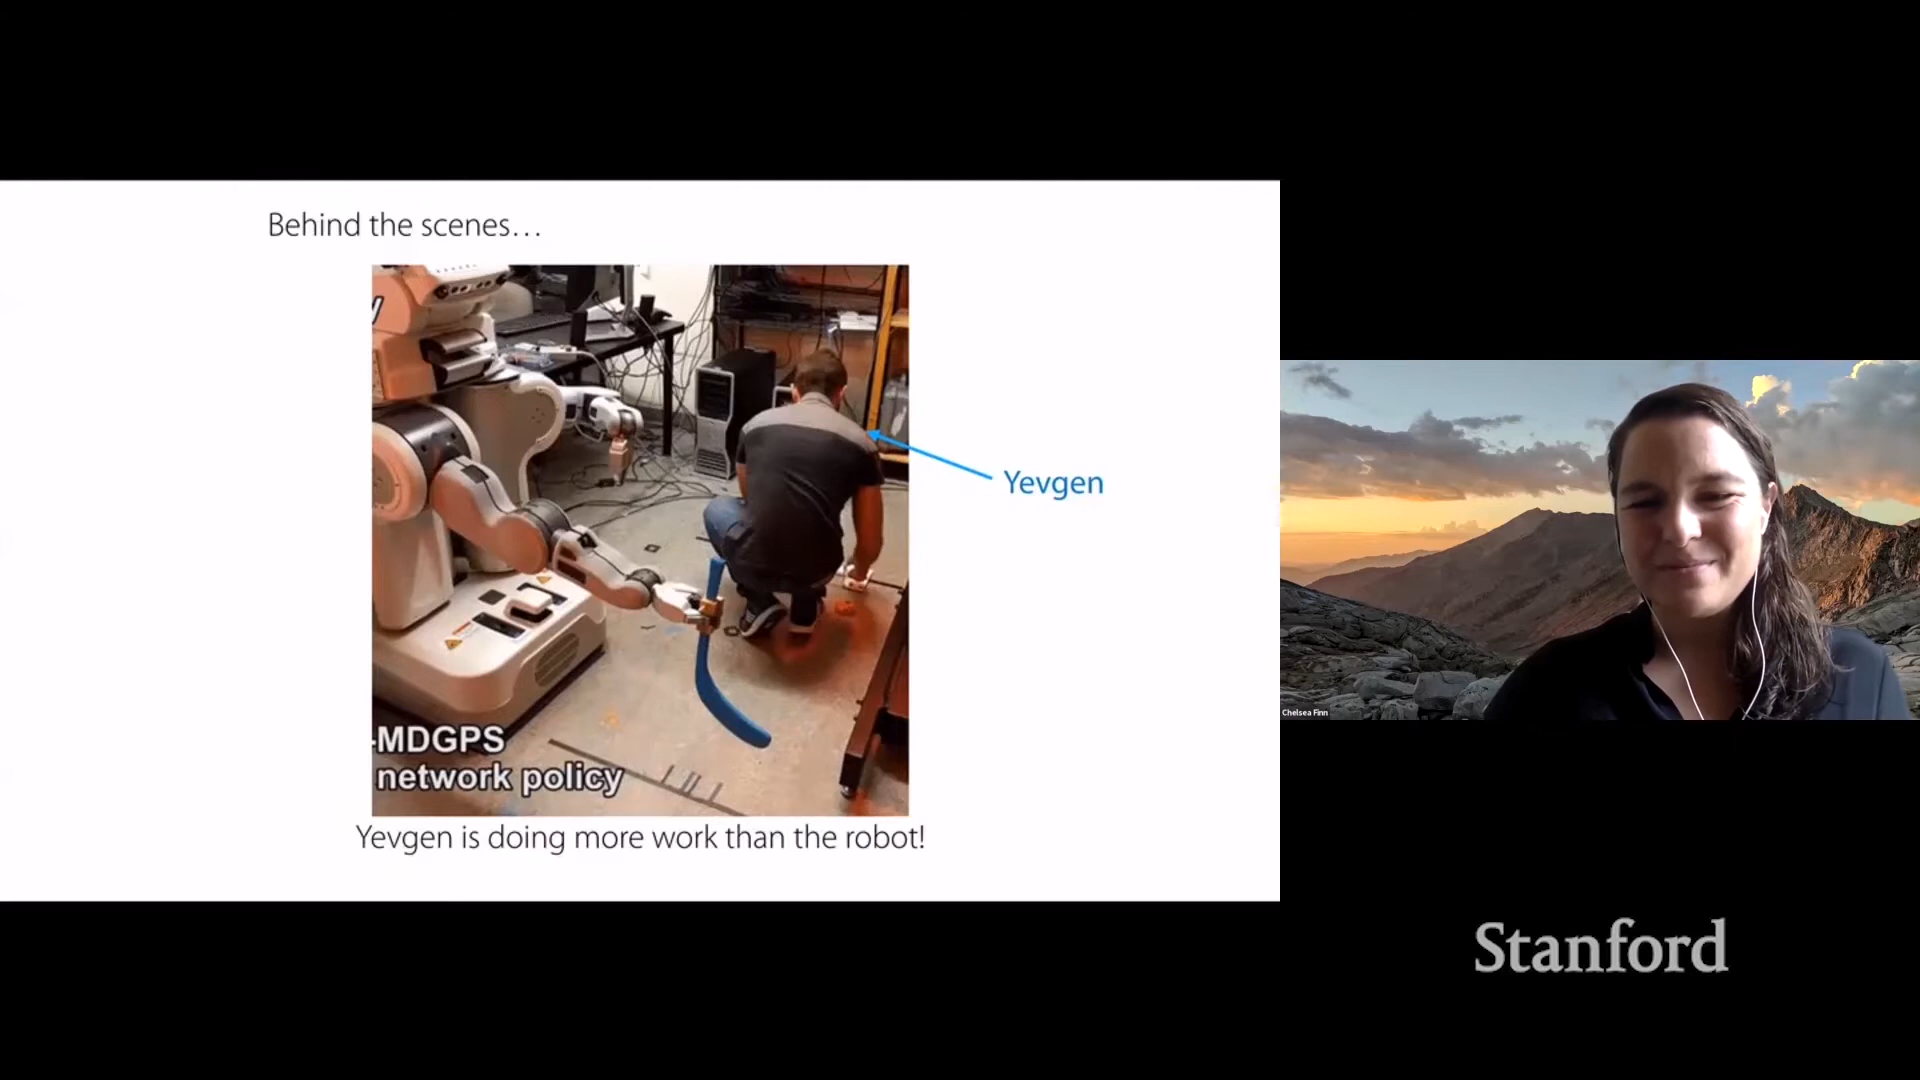 Behind the scenes…
Yevgen
-MDGPS
network policy
Yevgen is doing more work than the robot!
Chelsea Finn
Stanford